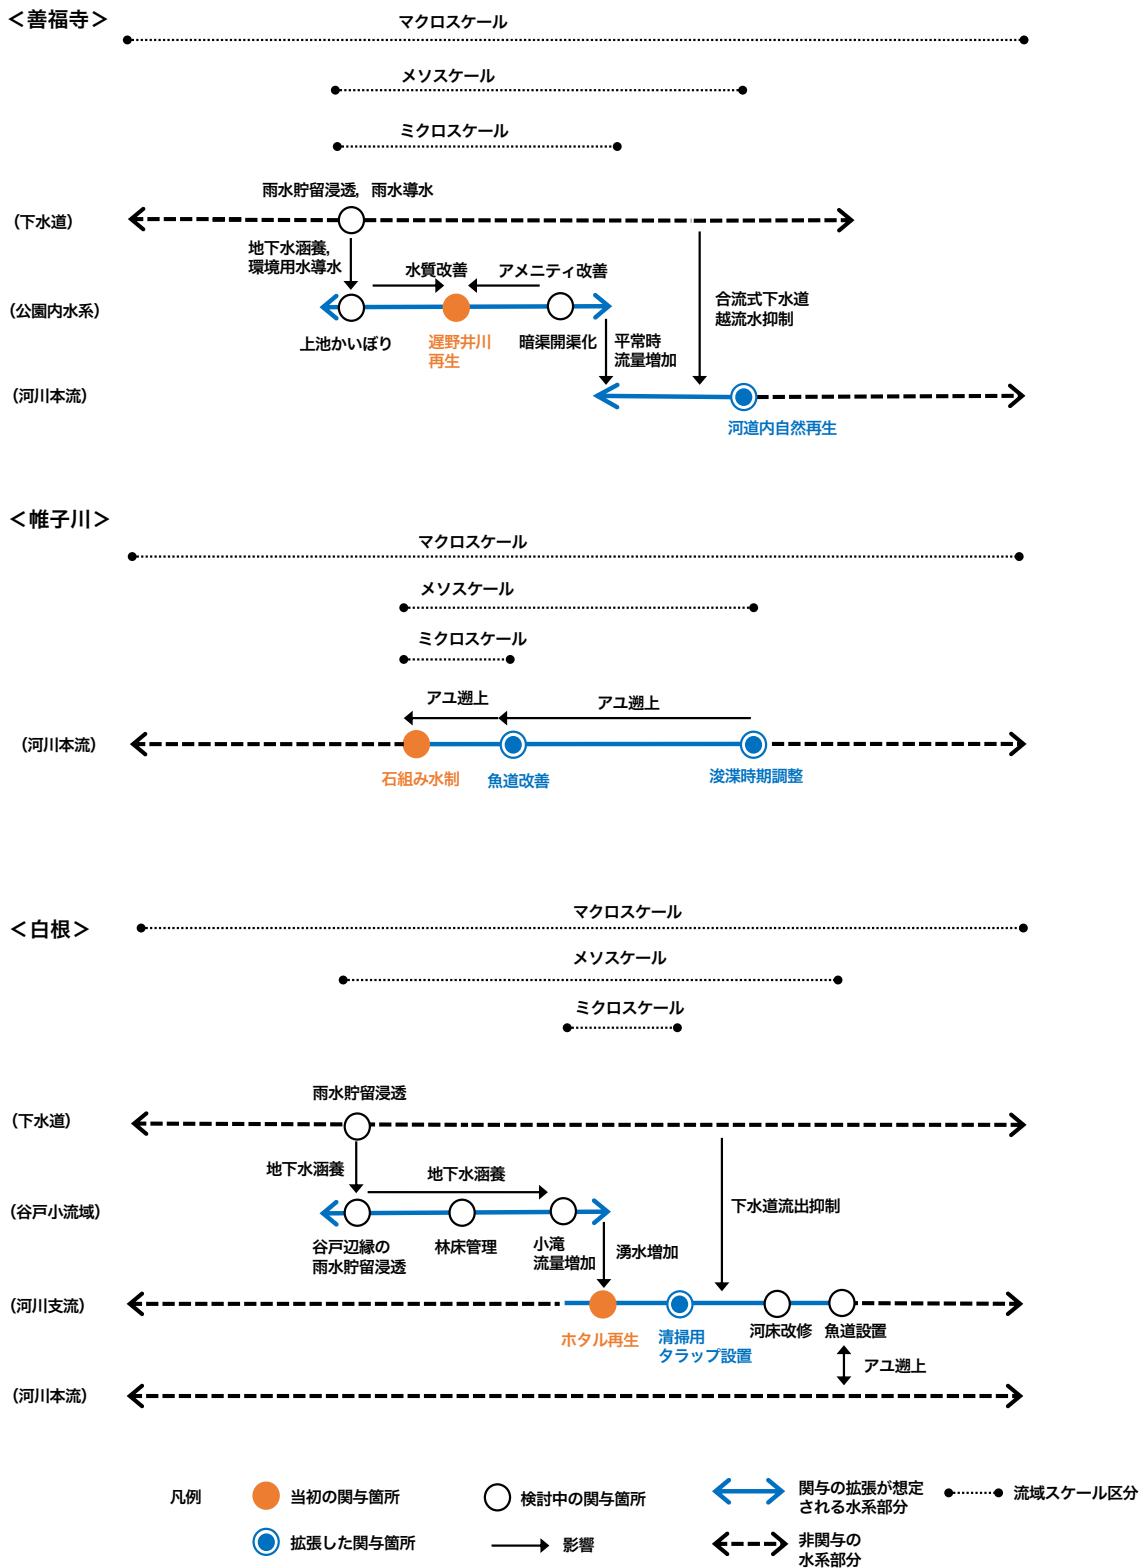 ＜善福寺＞
マクロスケール
メソスケール
ミクロスケール
雨水貯留浸透，雨水導水
（下水道）
地下水涵養，
環境用水導水
水質改善
アメニティ改善
合流式下水道
越流水抑制
（公園内水系）
上池かいぼり
遅野井川
再生
暗渠開渠化
平常時
流量増加
（河川本流）
河道内自然再生
＜帷子川＞
マクロスケール
メソスケール
ミクロスケール
アユ遡上
アユ遡上
（河川本流）
石組み水制
魚道改善
浚渫時期調整
＜白根＞
マクロスケール
メソスケール
ミクロスケール
雨水貯留浸透
（下水道）
地下水涵養
地下水涵養
下水道流出抑制
（谷戸小流域）
谷戸辺縁の
雨水貯留浸透
林床管理
小滝
流量増加
湧水増加
（河川支流）
ホタル再生
清掃用
タラップ設置
河床改修
魚道設置
アユ遡上
（河川本流）
凡例
当初の関与箇所
検討中の関与箇所
関与の拡張が想定
される水系部分
流域スケール区分
拡張した関与箇所
影響
非関与の
水系部分